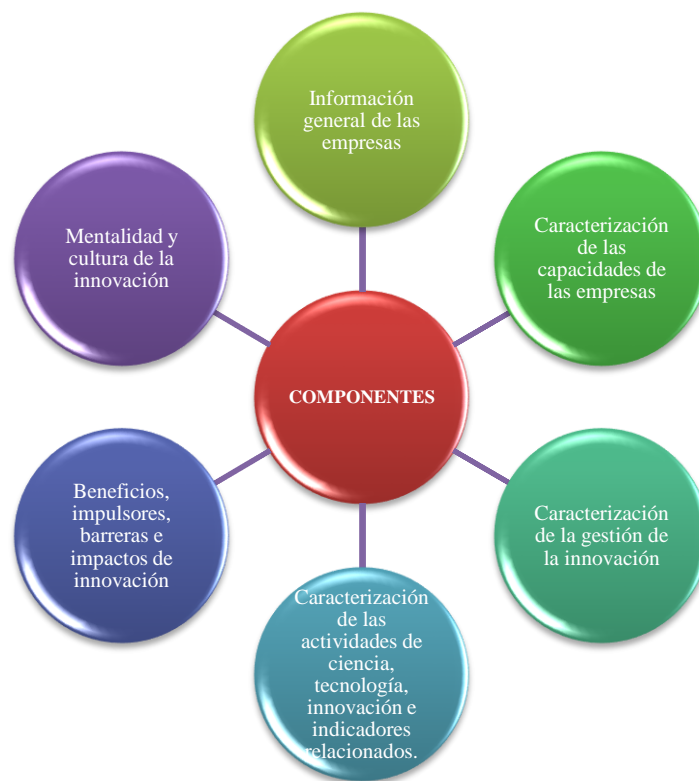 Información
general de las
empresas
Caracterización
de las
capacidades de
las empresas
Caracterización
de la gestión de
la innovación
Caracterización
de las
actividades de
ciencia,
tecnología,
innovación e
indicadores
relacionados.
Beneficios,
impulsores,
barreras e
impactos de
innovación
Mentalidad y
cultura de la
innovación
COMPONENTES